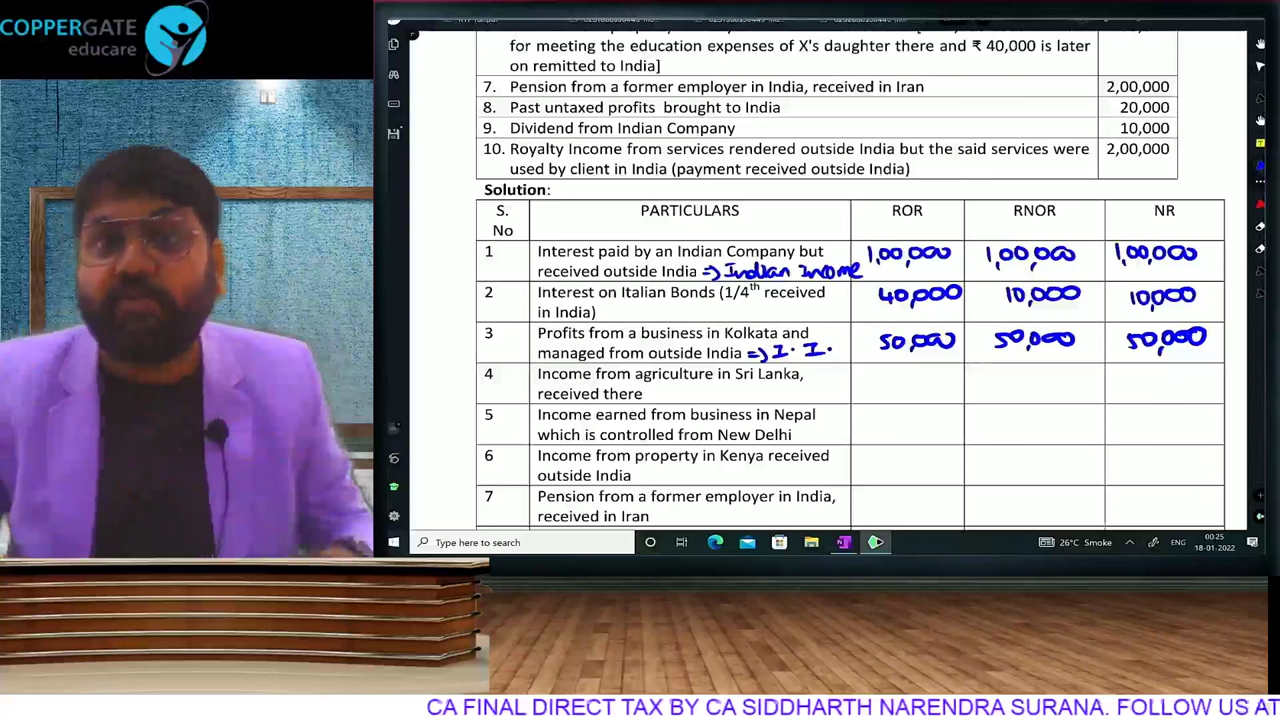 COPPERGATE
educare
for meeting the education expenses of X's daughter there and ₹ 40,000 is later
on remitted to India]
7. Pension from a former employer in India, received in Iran 2,00,000
8. Past untaxed profits brought to India 20,000
9. Dividend from Indian Company 10,000
10. Royalty Income from services rendered outside India but the said services were 2,00,000
used by client in India (payment received outside India)
Solution:
S. PARTICULARS ROR RNOR NR
No
1 Interest paid by an Indian Company but 1,00,000 1,00,000 1,00,000
received outside India => Indian Income
2 Interest on Italian Bonds (1/4th received 40,000 10,000 10,000
in India)
3 Profits from a business in Kolkata and 50,000 50,000 50,000
managed from outside India => I. I.
4 Income from agriculture in Sri Lanka,
received there
5 Income earned from business in Nepal
which is controlled from New Delhi
6 Income from property in Kenya received
outside India
7 Pension from a former employer in India,
received in Iran
Type here to search 26°C Smoke ENG 00:25
18-01-2022
CA FINAL DIRECT TAX BY CA SIDDHARTH NARENDRA SURANA. FOLLOW US AT